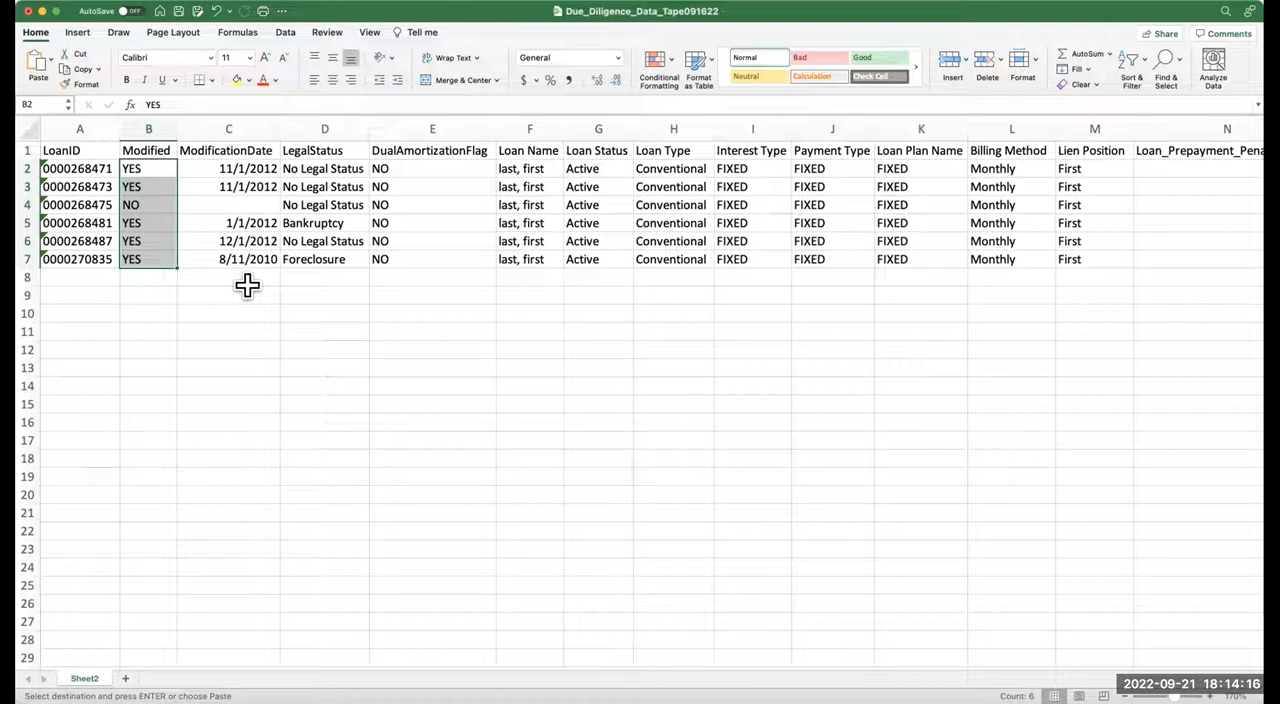 AutoSave OFF Due_Diligence_Data_Tape091622
Home Insert Draw Page Layout Formulas Data Review View Tell me Share Comments
Paste Cut Copy Format
Calibri 11 B I U A A A
Wrap Text Merge & Center
General $ %
Conditional Formatting Format as Table
Normal Bad Good
Neutral Calculation Check Cell
Insert Delete Format
AutoSum Fill Clear
Sort & Filter Find & Select Analyze Data
B2 fx YES
A B C D E F G H I J K L M N
1 LoanID Modified ModificationDate LegalStatus DualAmortizationFlag Loan Name Loan Status Loan Type Interest Type Payment Type Loan Plan Name Billing Method Lien Position Loan_Prepayment_Pena
2 0000268471 YES 11/1/2012 No Legal Status NO last, first Active Conventional FIXED FIXED FIXED Monthly First
3 0000268473 YES 11/1/2012 No Legal Status NO last, first Active Conventional FIXED FIXED FIXED Monthly First
4 0000268475 NO No Legal Status NO last, first Active Conventional FIXED FIXED FIXED Monthly First
5 0000268481 YES 1/1/2012 Bankruptcy NO last, first Active Conventional FIXED FIXED FIXED Monthly First
6 0000268487 YES 12/1/2012 No Legal Status NO last, first Active Conventional FIXED FIXED FIXED Monthly First
7 0000270835 YES 8/11/2010 Foreclosure NO last, first Active Conventional FIXED FIXED FIXED Monthly First
8
9
10
11
12
13
14
15
16
17
18
19
20
21
22
23
24
25
26
27
28
29
Sheet2
Select destination and press ENTER or choose Paste Count: 6 170%
2022-09-21 18:14:16